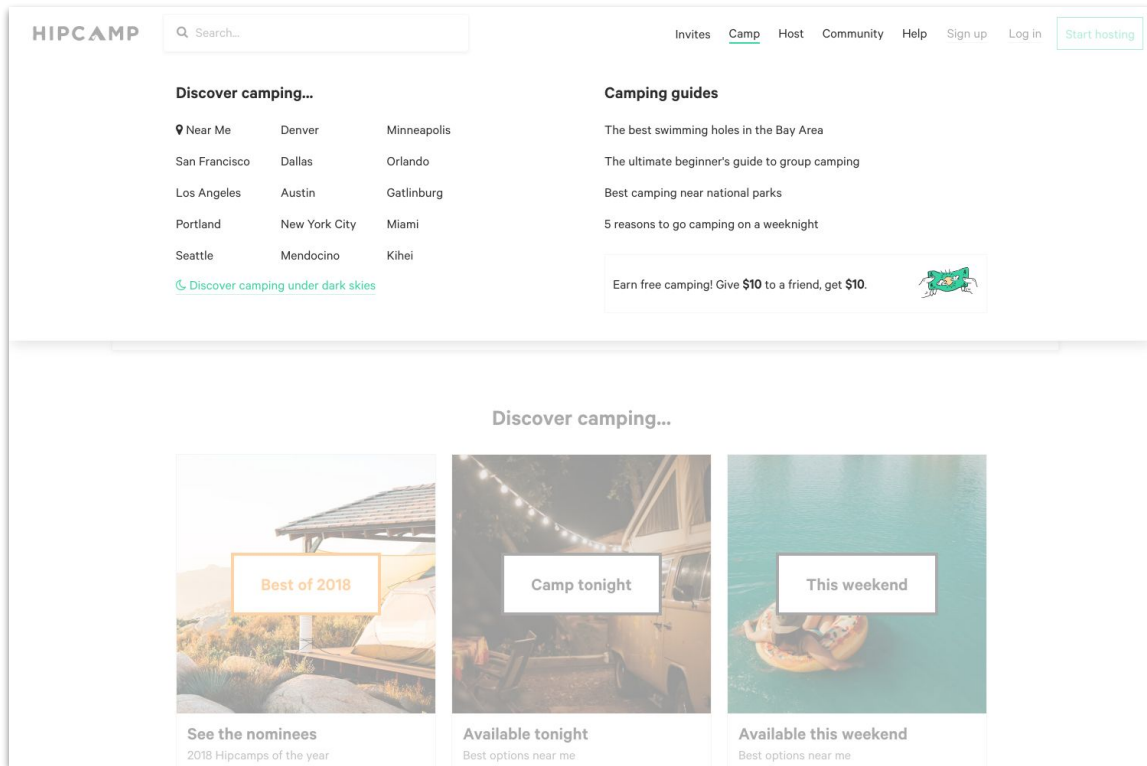 HIPCAMP
Search...
Invites Camp Host Community Help Sign up Log in Start hosting
Discover camping...
Near Me Denver Minneapolis
San Francisco Dallas Orlando
Los Angeles Austin Gatlinburg
Portland New York City Miami
Seattle Mendocino Kihei
Discover camping under dark skies
Camping guides
The best swimming holes in the Bay Area
The ultimate beginner's guide to group camping
Best camping near national parks
5 reasons to go camping on a weeknight
Earn free camping! Give $10 to a friend, get $10.
Discover camping...
Best of 2018
See the nominees
2018 Hipcamps of the year
Camp tonight
Available tonight
Best options near me
This weekend
Available this weekend
Best options near me